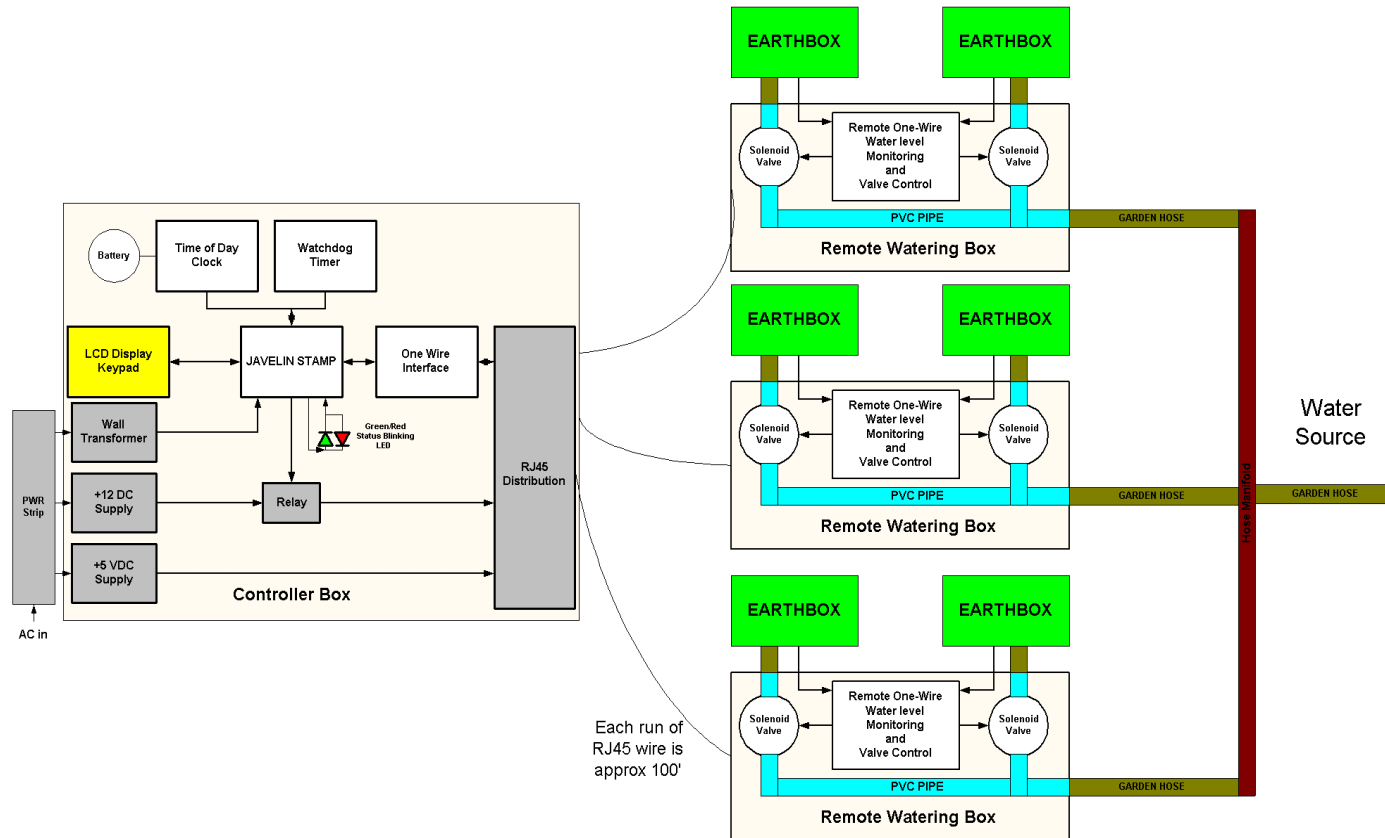 EARTHBOX
EARTHBOX
Solenoid
Valve
Remote One-Wire
Water level
Monitoring
and
Valve Control
Solenoid
Valve
PVC PIPE
GARDEN HOSE
Remote Watering Box
Battery
Time of Day
Clock
Watchdog
Timer
LCD Display
Keypad
JAVELIN STAMP
One Wire
Interface
Wall
Transformer
Green/Red
Status Blinking
LED
RJ45
Distribution
PWR
Strip
+12 DC
Supply
Relay
+5 VDC
Supply
Controller Box
AC in
EARTHBOX
EARTHBOX
Solenoid
Valve
Remote One-Wire
Water level
Monitoring
and
Valve Control
Solenoid
Valve
PVC PIPE
GARDEN HOSE
Remote Watering Box
Hose Manifold
Water
Source
GARDEN HOSE
EARTHBOX
EARTHBOX
Solenoid
Valve
Remote One-Wire
Water level
Monitoring
and
Valve Control
Solenoid
Valve
PVC PIPE
GARDEN HOSE
Remote Watering Box
Each run of
RJ45 wire is
approx 100'